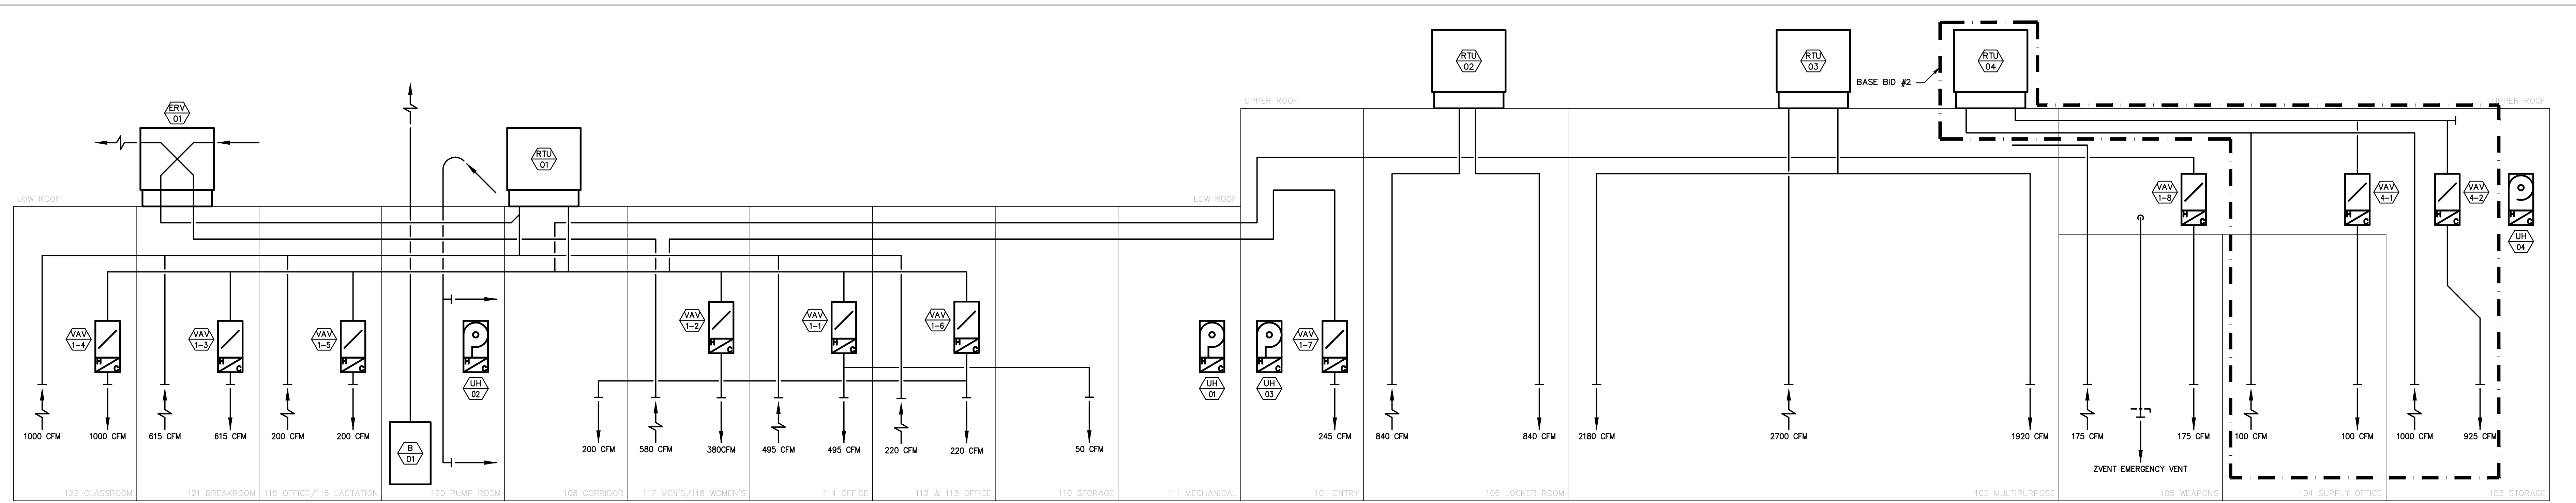 RTU
02
RTU
03
RTU
04
BASE BID #2
UPPER ROOF
UPPER ROOF
ERV
01
RTU
01
LOW ROOF
LOW ROOF
VAV
1-8
VAV
4-1
VAV
4-2
UH
04
H
C
H
C
H
C
H
C
VAV
1-4
VAV
1-3
VAV
1-5
UH
02
VAV
1-2
VAV
1-1
VAV
1-6
UH
01
UH
03
VAV
1-7
H
C
H
C
H
C
H
C
H
C
H
C
H
C
H
C
H
C
H
C
1000 CFM
1000 CFM
615 CFM
615 CFM
200 CFM
200 CFM
B
01
200 CFM
580 CFM
380CFM
495 CFM
495 CFM
220 CFM
220 CFM
50 CFM
245 CFM
840 CFM
840 CFM
2180 CFM
2700 CFM
1920 CFM
175 CFM
175 CFM
100 CFM
100 CFM
1000 CFM
925 CFM
ZVENT EMERGENCY VENT
122 CLASSROOM
121 BREAKROOM
115 OFFICE/116 LACTATION
120 PUMP ROOM
108 CORRIDOR
117 MEN'S/118 WOMEN'S
114 OFFICE
112 & 113 OFFICE
110 STORAGE
111 MECHANICAL
101 ENTRY
106 LOCKER ROOM
102 MULTIPURPOSE
105 WEAPONS
104 SUPPLY OFFICE
103 STORAGE